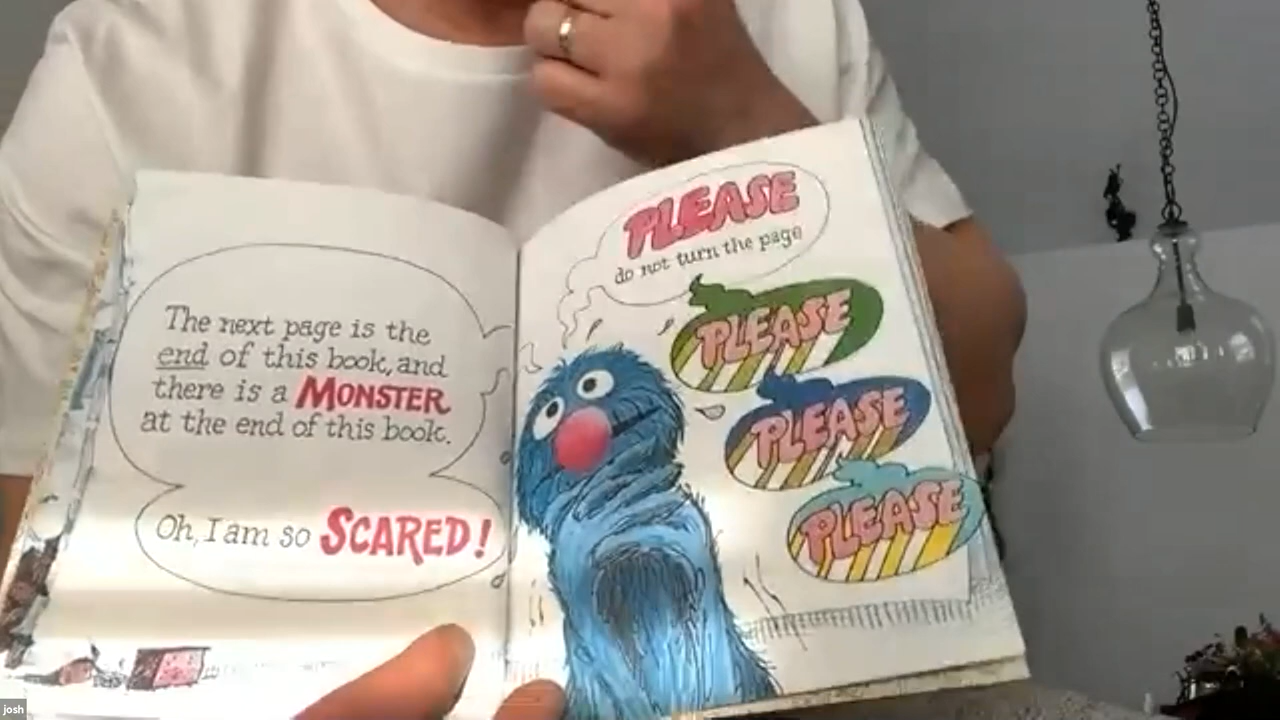 The next page is the
end of this book, and
there is a MONSTER
at the end of this book.
Oh, I am so SCARED!
PLEASE
do not turn the page
PLEASE
PLEASE
PLEASE
josh